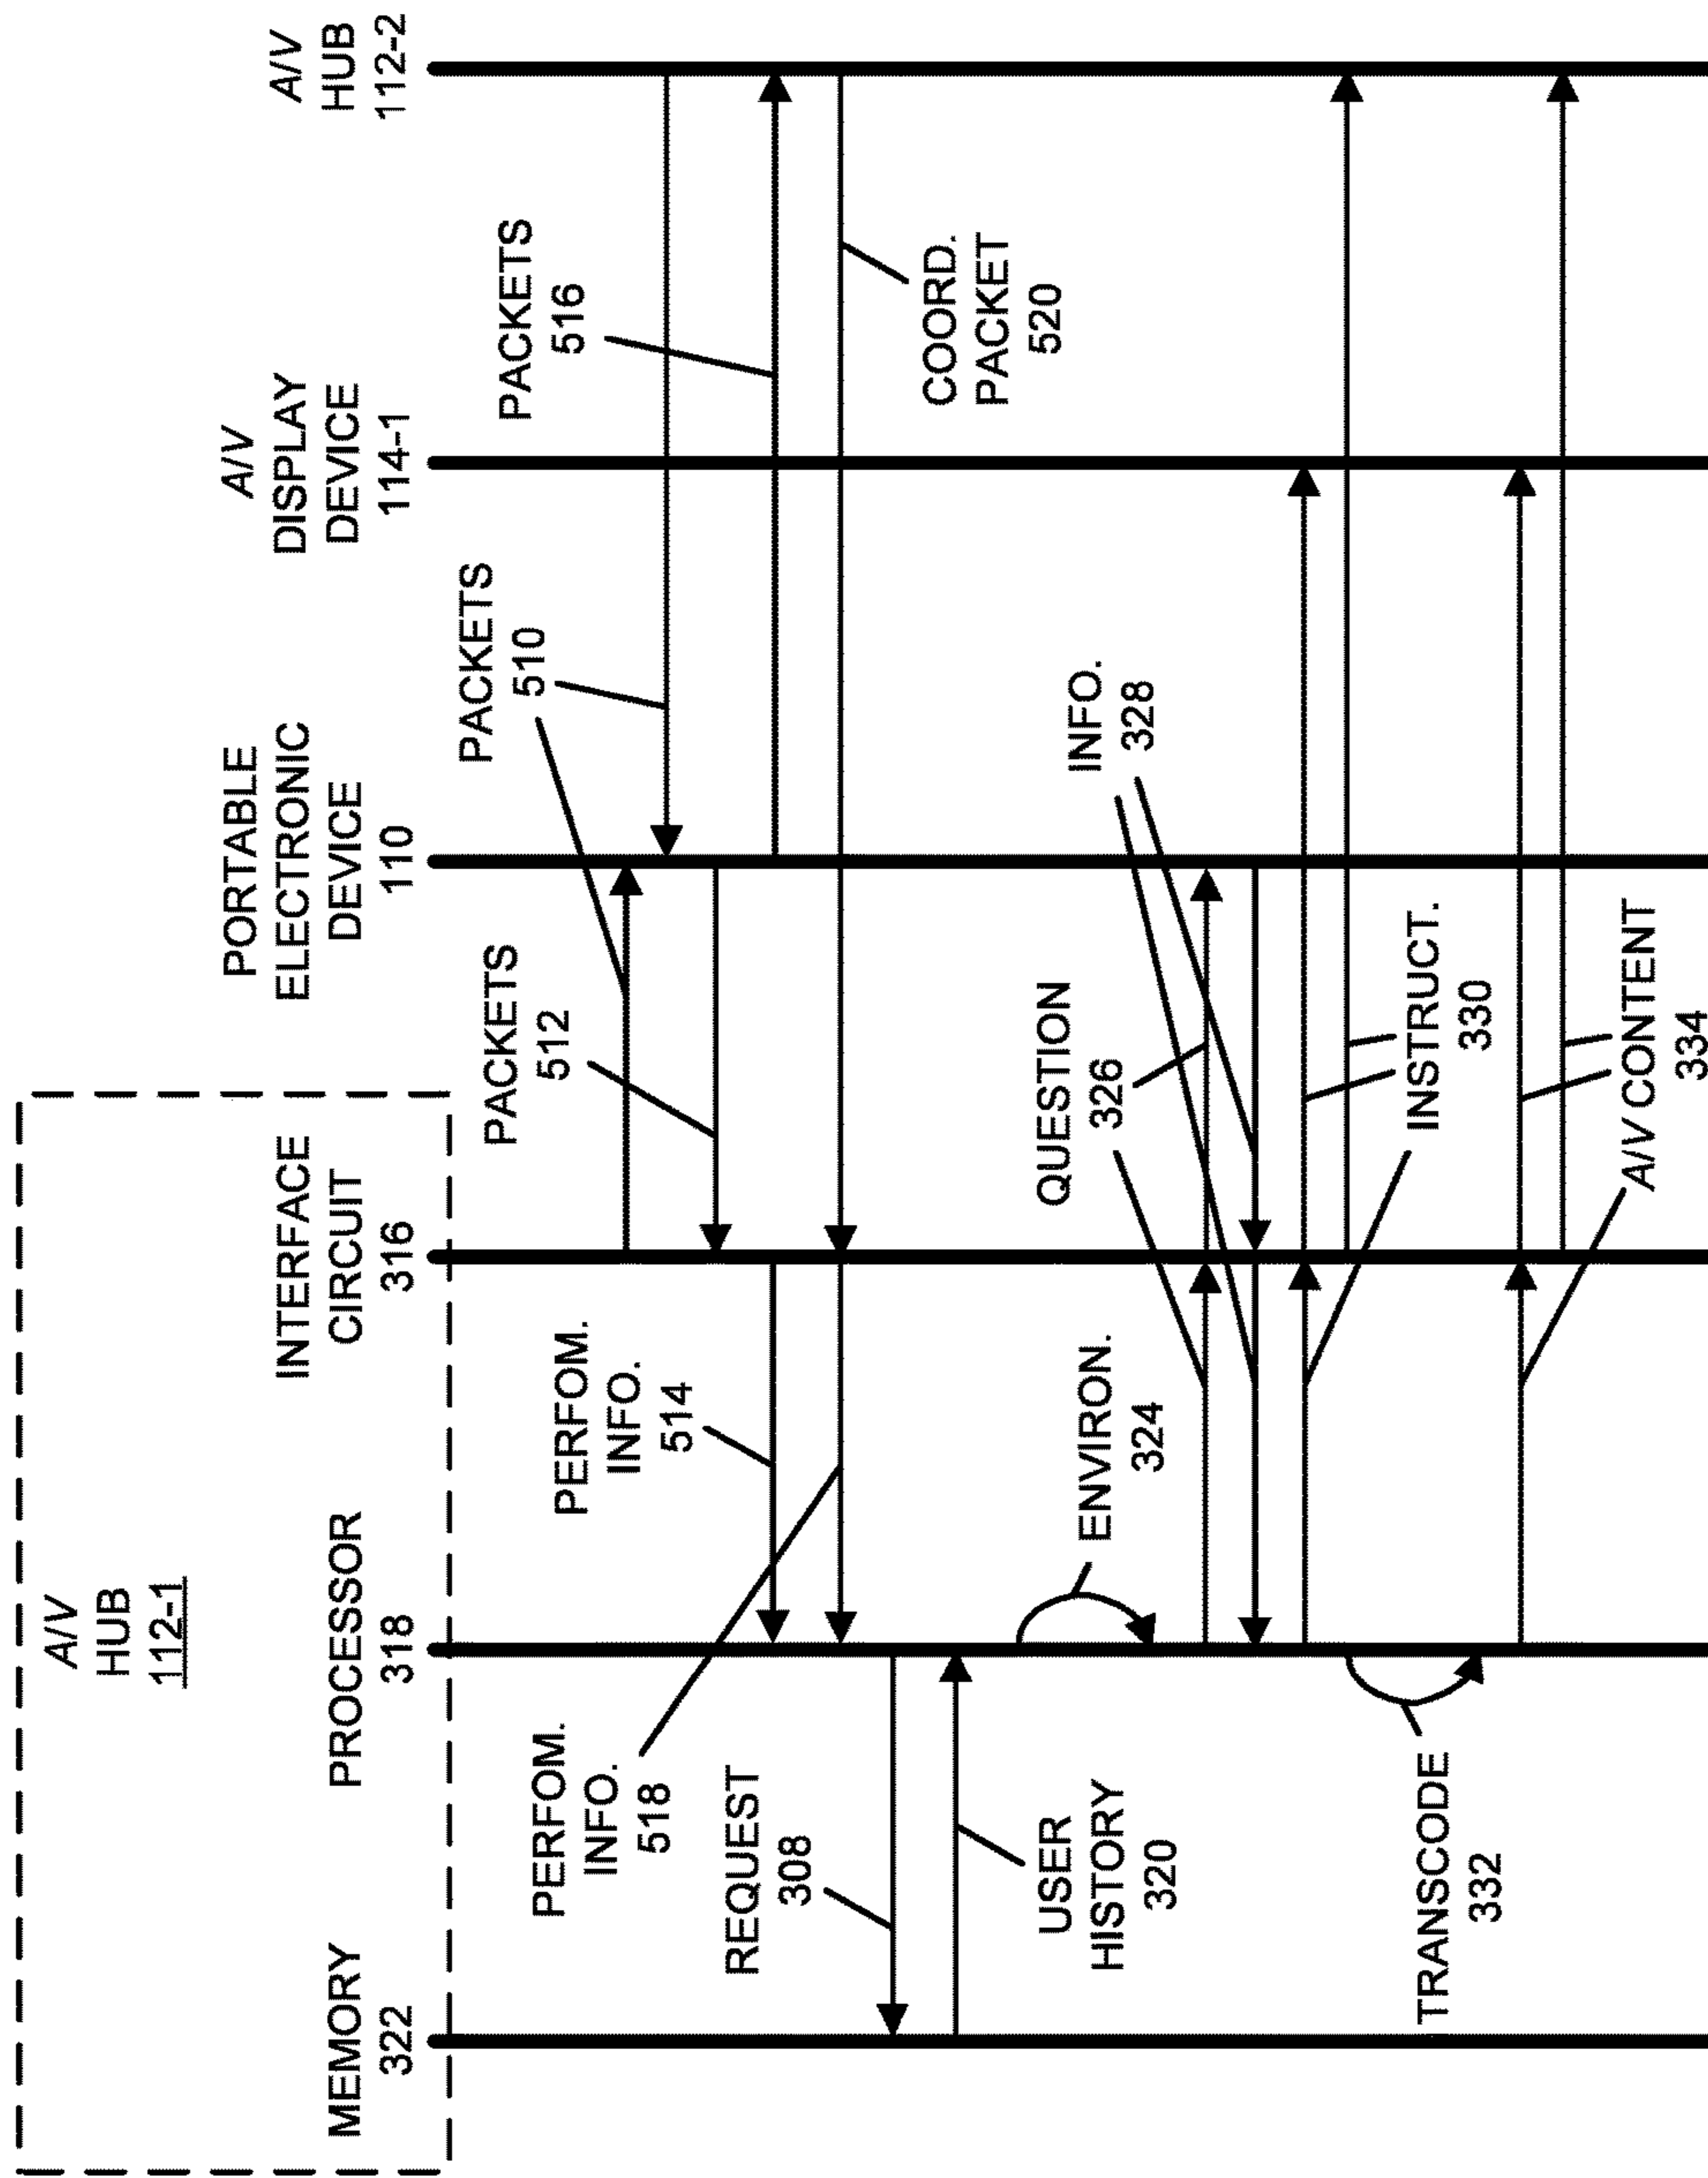 A/V
HUB
112-1
MEMORY
322
PROCESSOR
318
INTERFACE
CIRCUIT
316
PORTABLE
ELECTRONIC
DEVICE
110
A/V
DISPLAY
DEVICE
114-1
A/V
HUB
112-2
PACKETS
510
PACKETS
512
PACKETS
516
PERFOM.
INFO.
514
PERFOM.
INFO.
518
COORD.
PACKET
520
REQUEST
308
USER
HISTORY
320
ENVIRON.
324
QUESTION
326
INFO.
328
INSTRUCT.
330
TRANSCODE
332
A/V CONTENT
334